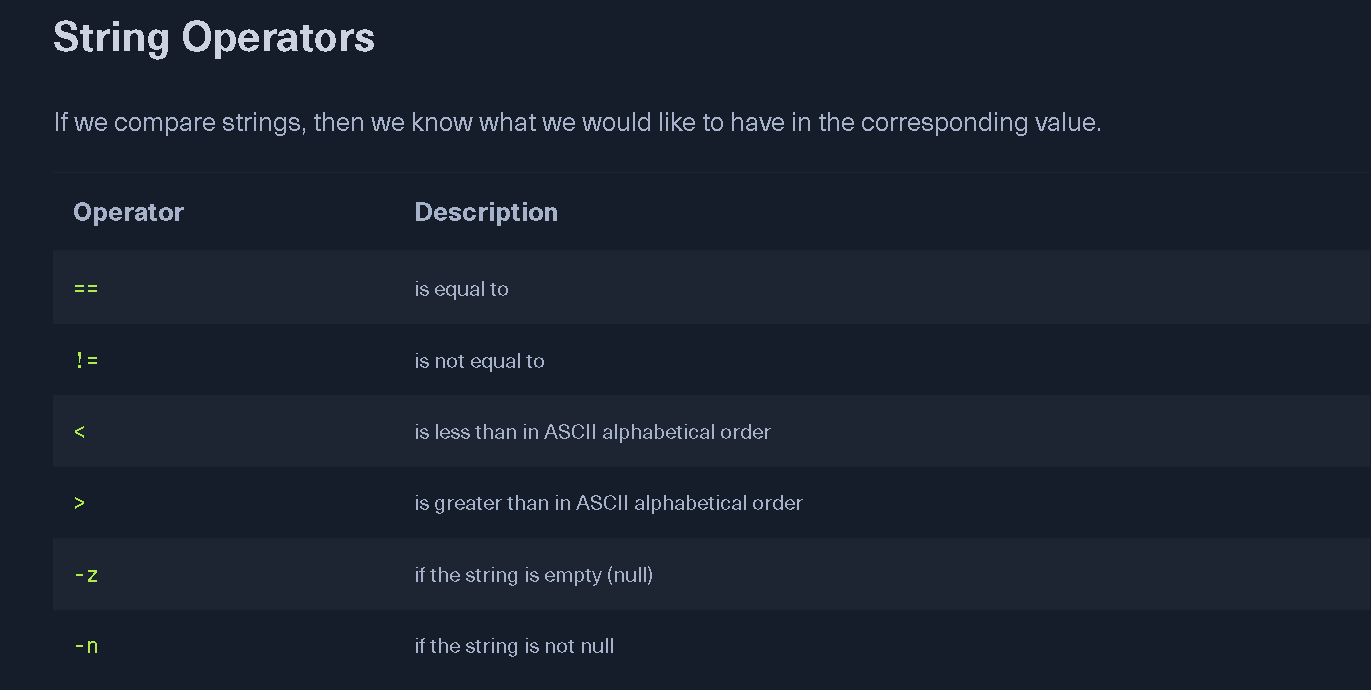 String Operators
If we compare strings, then we know what we would like to have in the corresponding value.
Operator Description
== is equal to
!= is not equal to
< is less than in ASCII alphabetical order
> is greater than in ASCII alphabetical order
-z if the string is empty (null)
-n if the string is not null